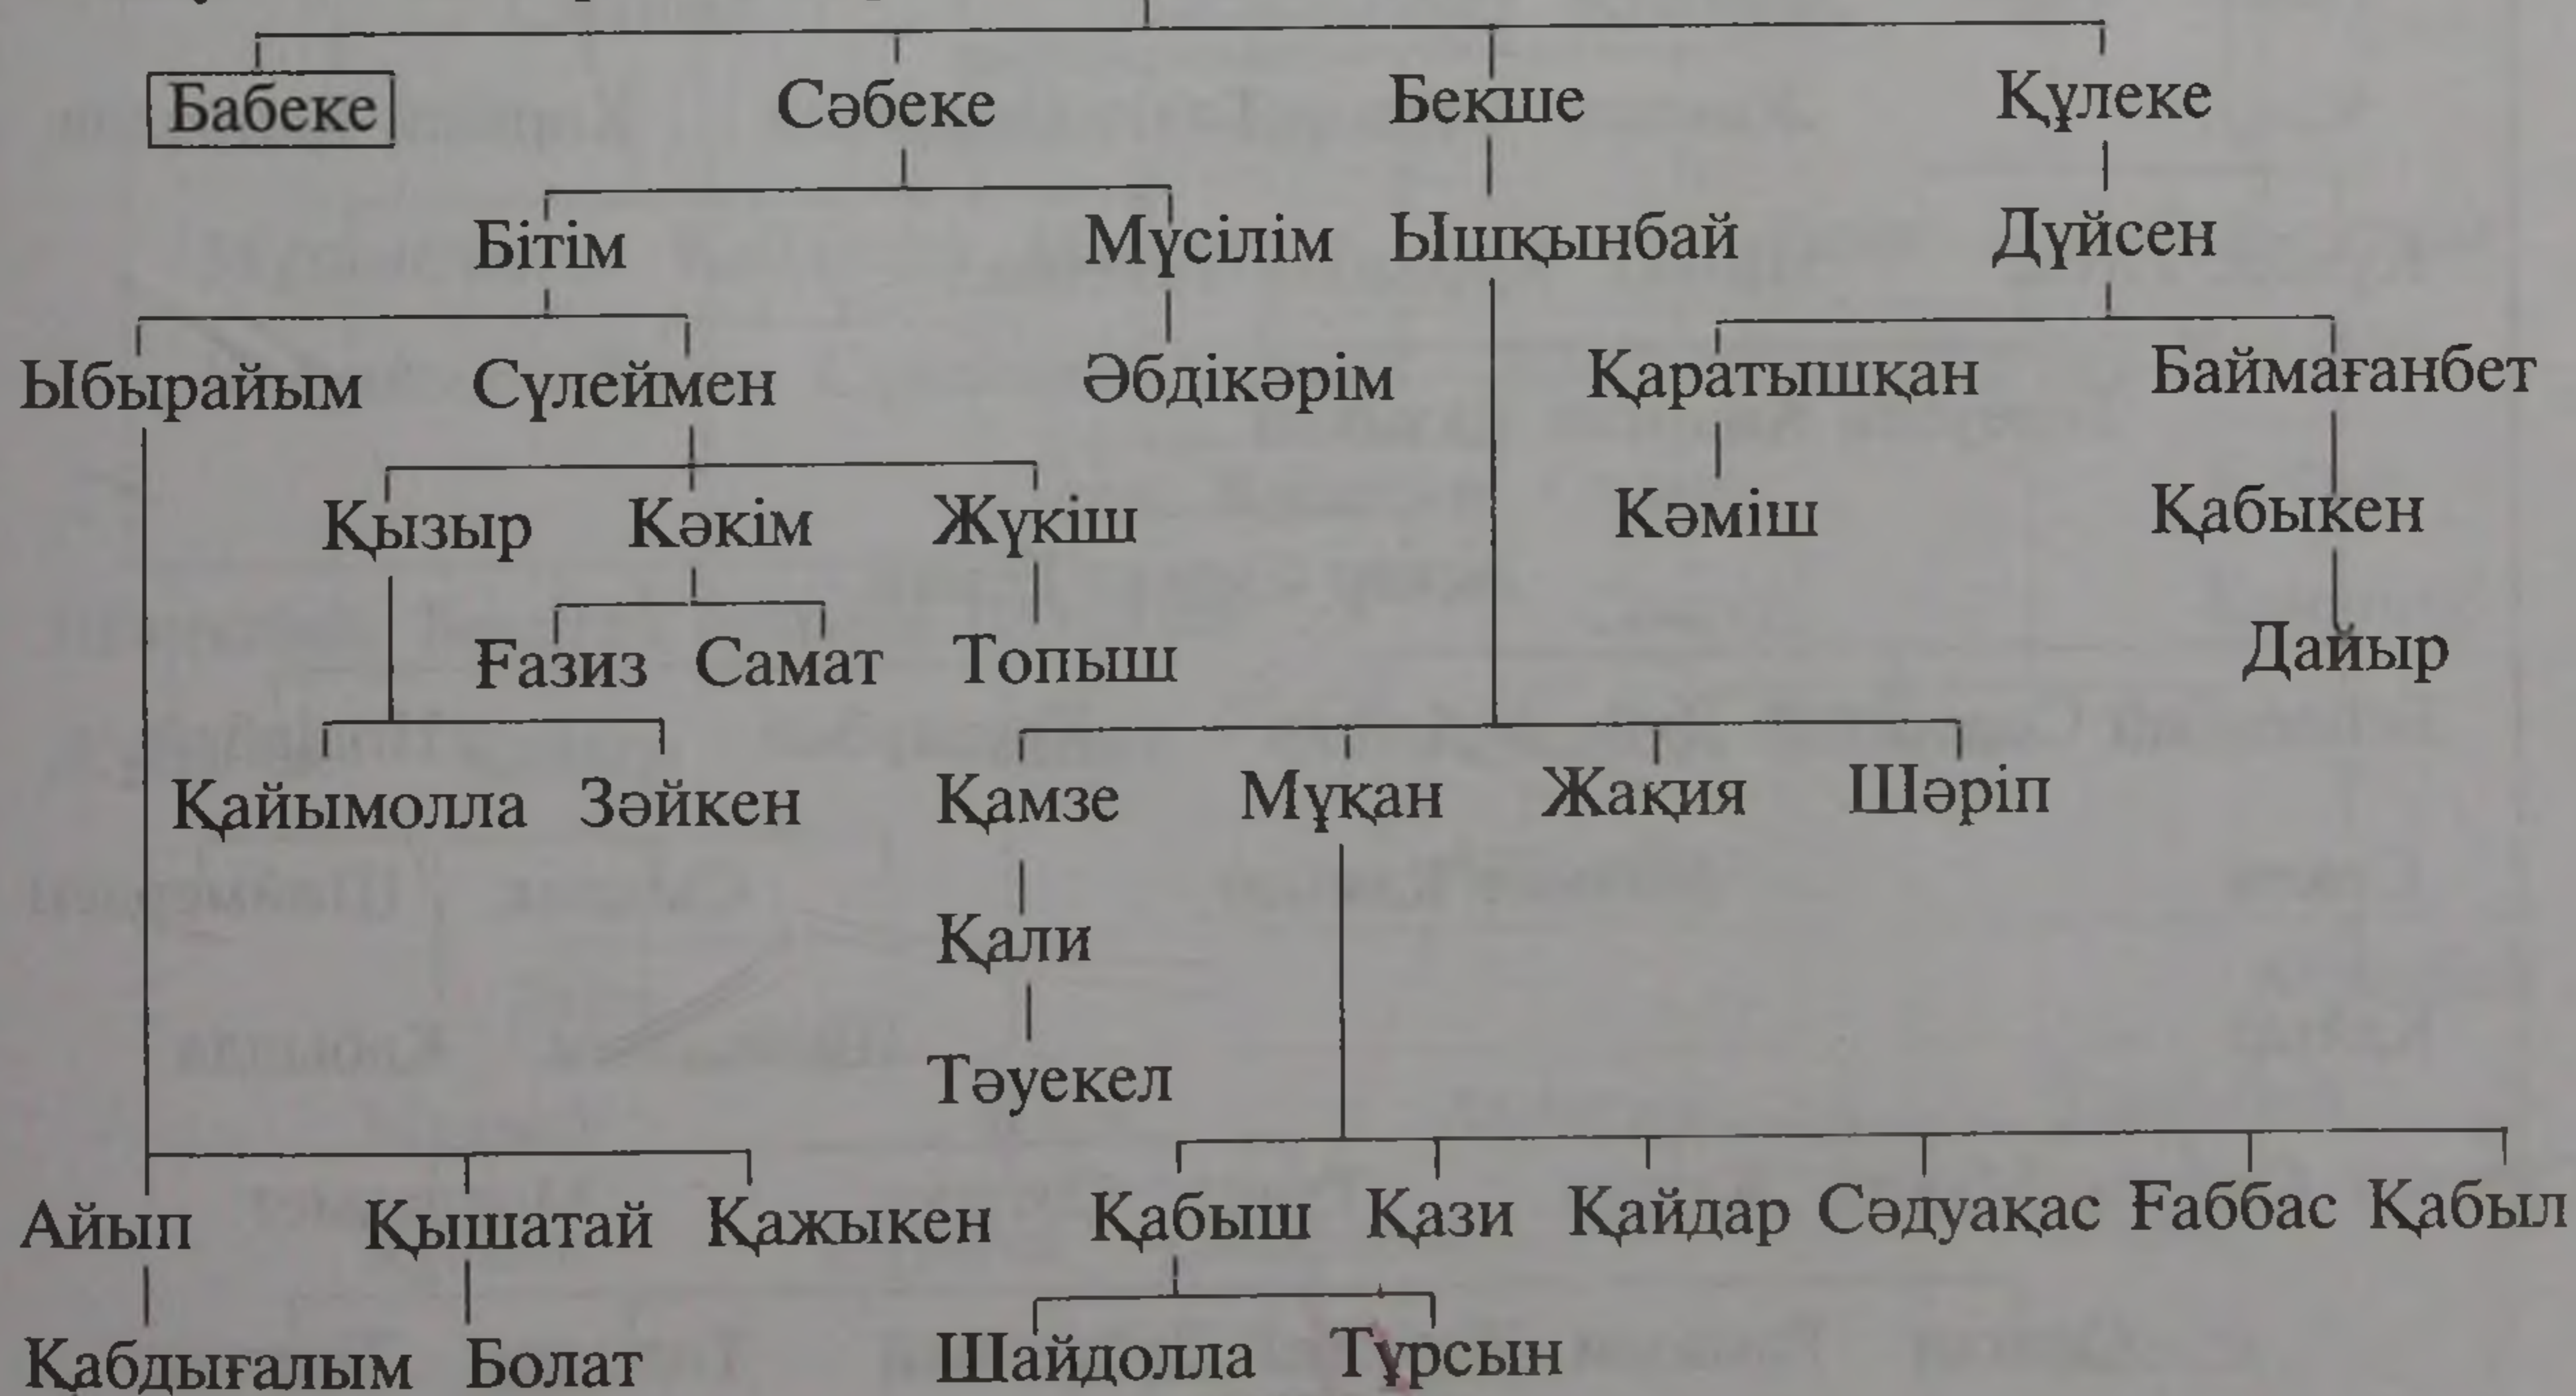 Бабеке Сәбеке Бекше Құлеке
Бітім Мүсілім Ышқынбай Дүйсен
Ыбырайым Сүлеймен Әбдікәрім Қаратышқан Баймағанбет
Қызыр Кәкім Жүкіш Кәміш Қабыкен
Ғазиз Самат Топыш Дайыр
Қайымолла Зәйкен Қамзе Мұқан Жақия Шәріп
Қали
Тәуекел
Айып Қышатай Қажыкен Қабыш Қази Қайдар Сәдуақас Ғаббас Қабыл
Қабдығалым Болат Шайдолла Тұрсын